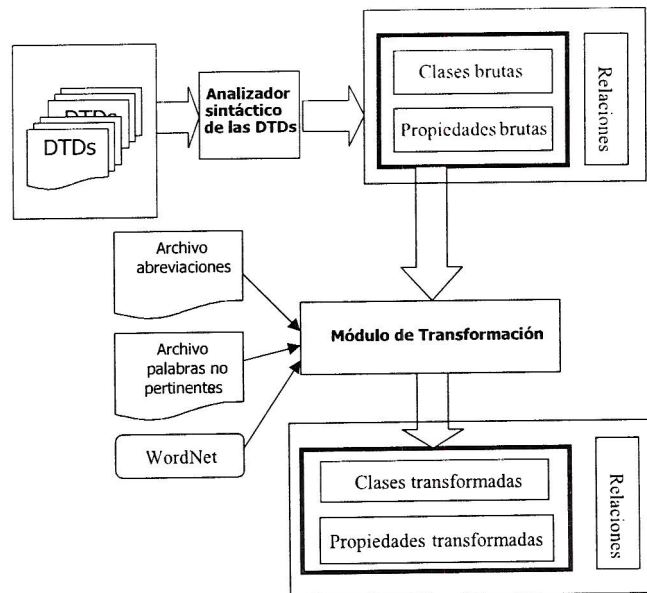 DTDs
DTDs
Analizador
sintáctico
de las DTDs
Clases brutas
Propiedades brutas
Relaciones
Archivo
abreviaciones
Archivo
palabras no
pertinentes
WordNet
Módulo de Transformación
Clases transformadas
Propiedades transformadas
Relaciones